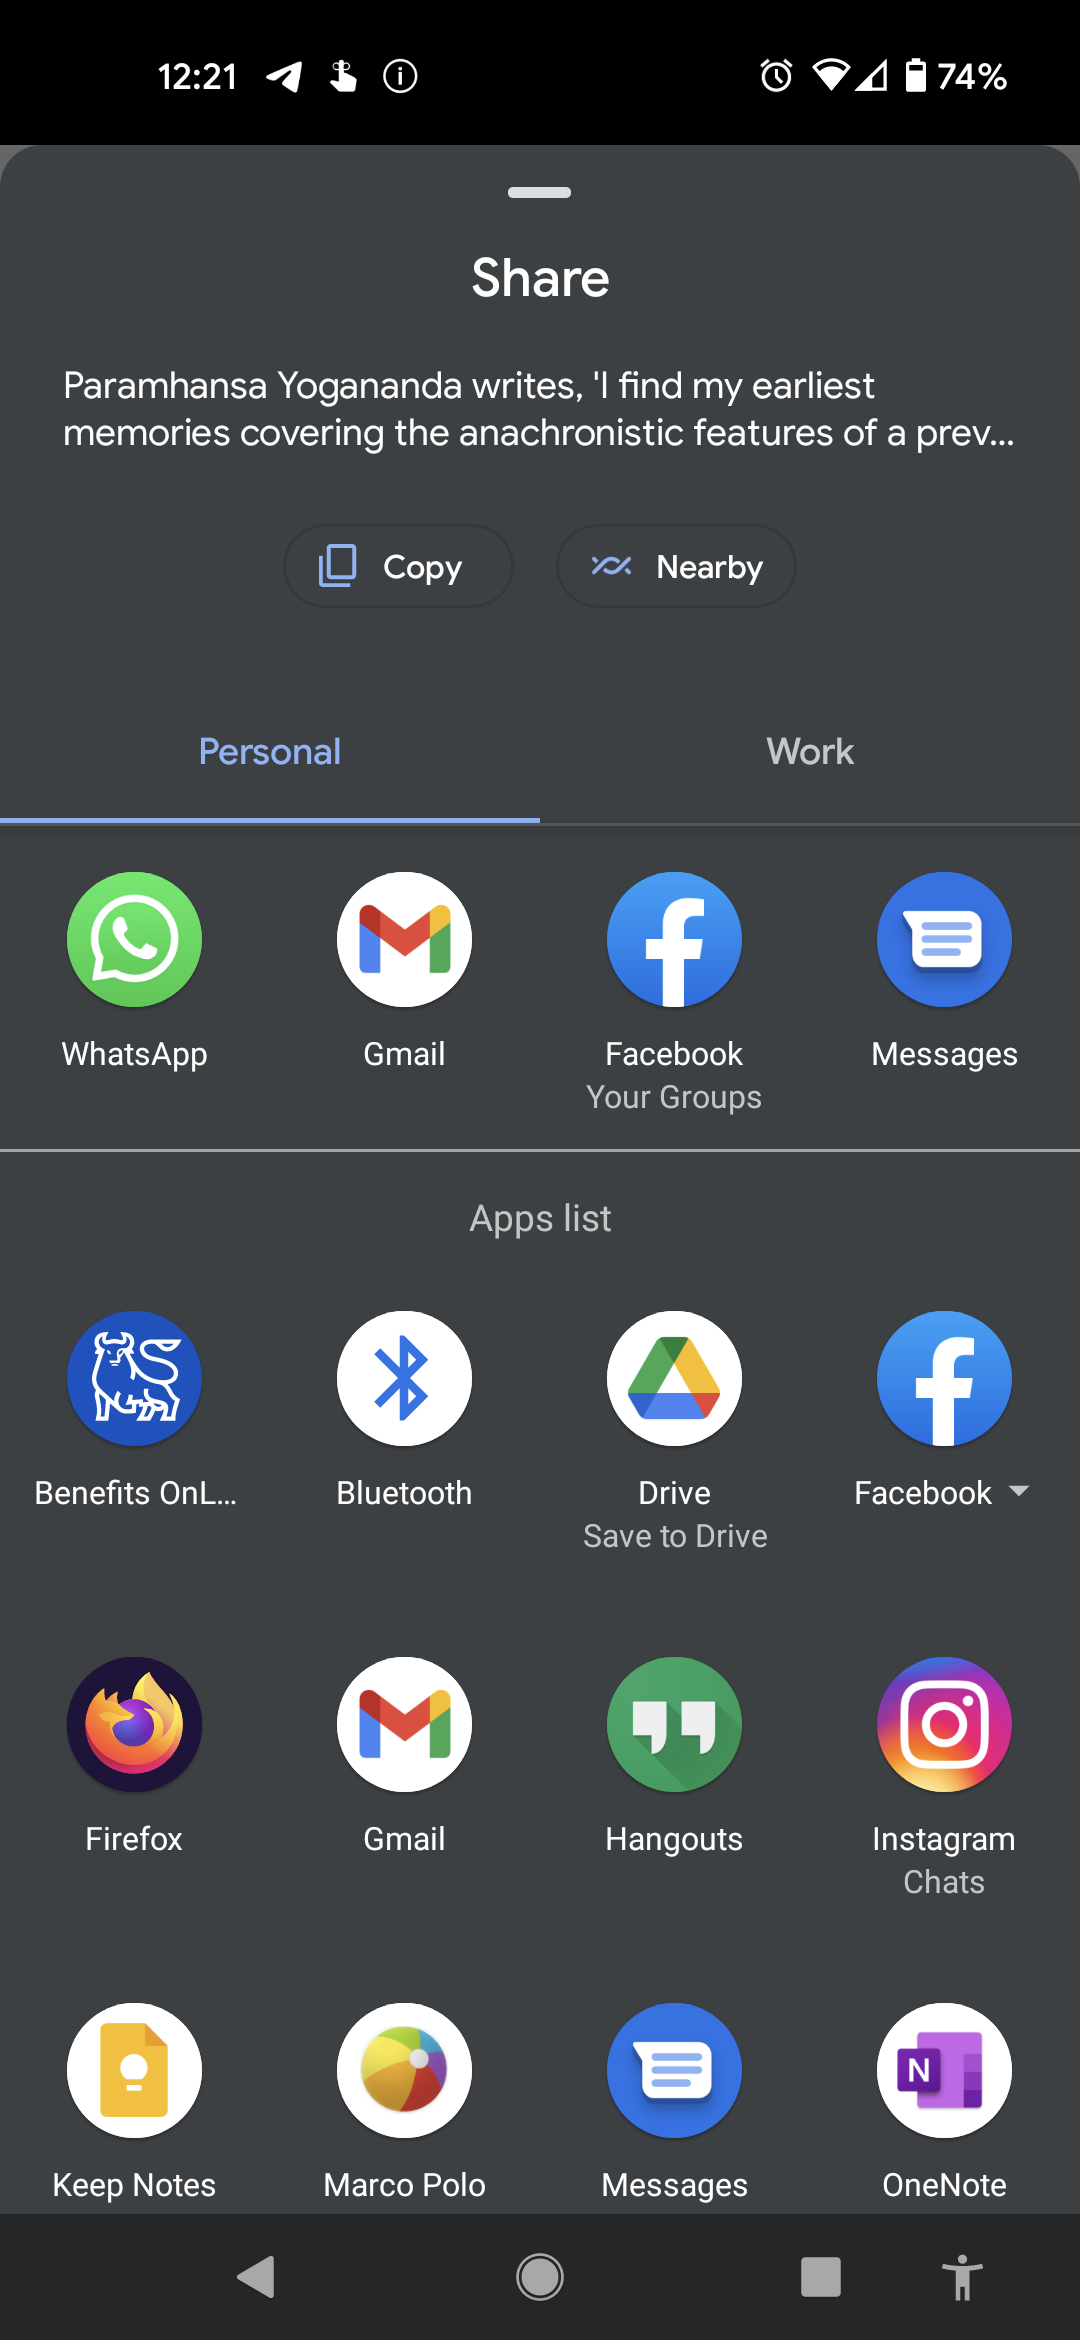 12:21
74%
Share
Paramhansa Yogananda writes, 'I find my earliest
memories covering the anachronistic features of a prev...
Copy Nearby
Personal Work
WhatsApp Gmail Facebook Messages
Your Groups
Apps list
Benefits OnL... Bluetooth Drive Facebook
Save to Drive
Firefox Gmail Hangouts Instagram
Chats
N
Keep Notes Marco Polo Messages OneNote